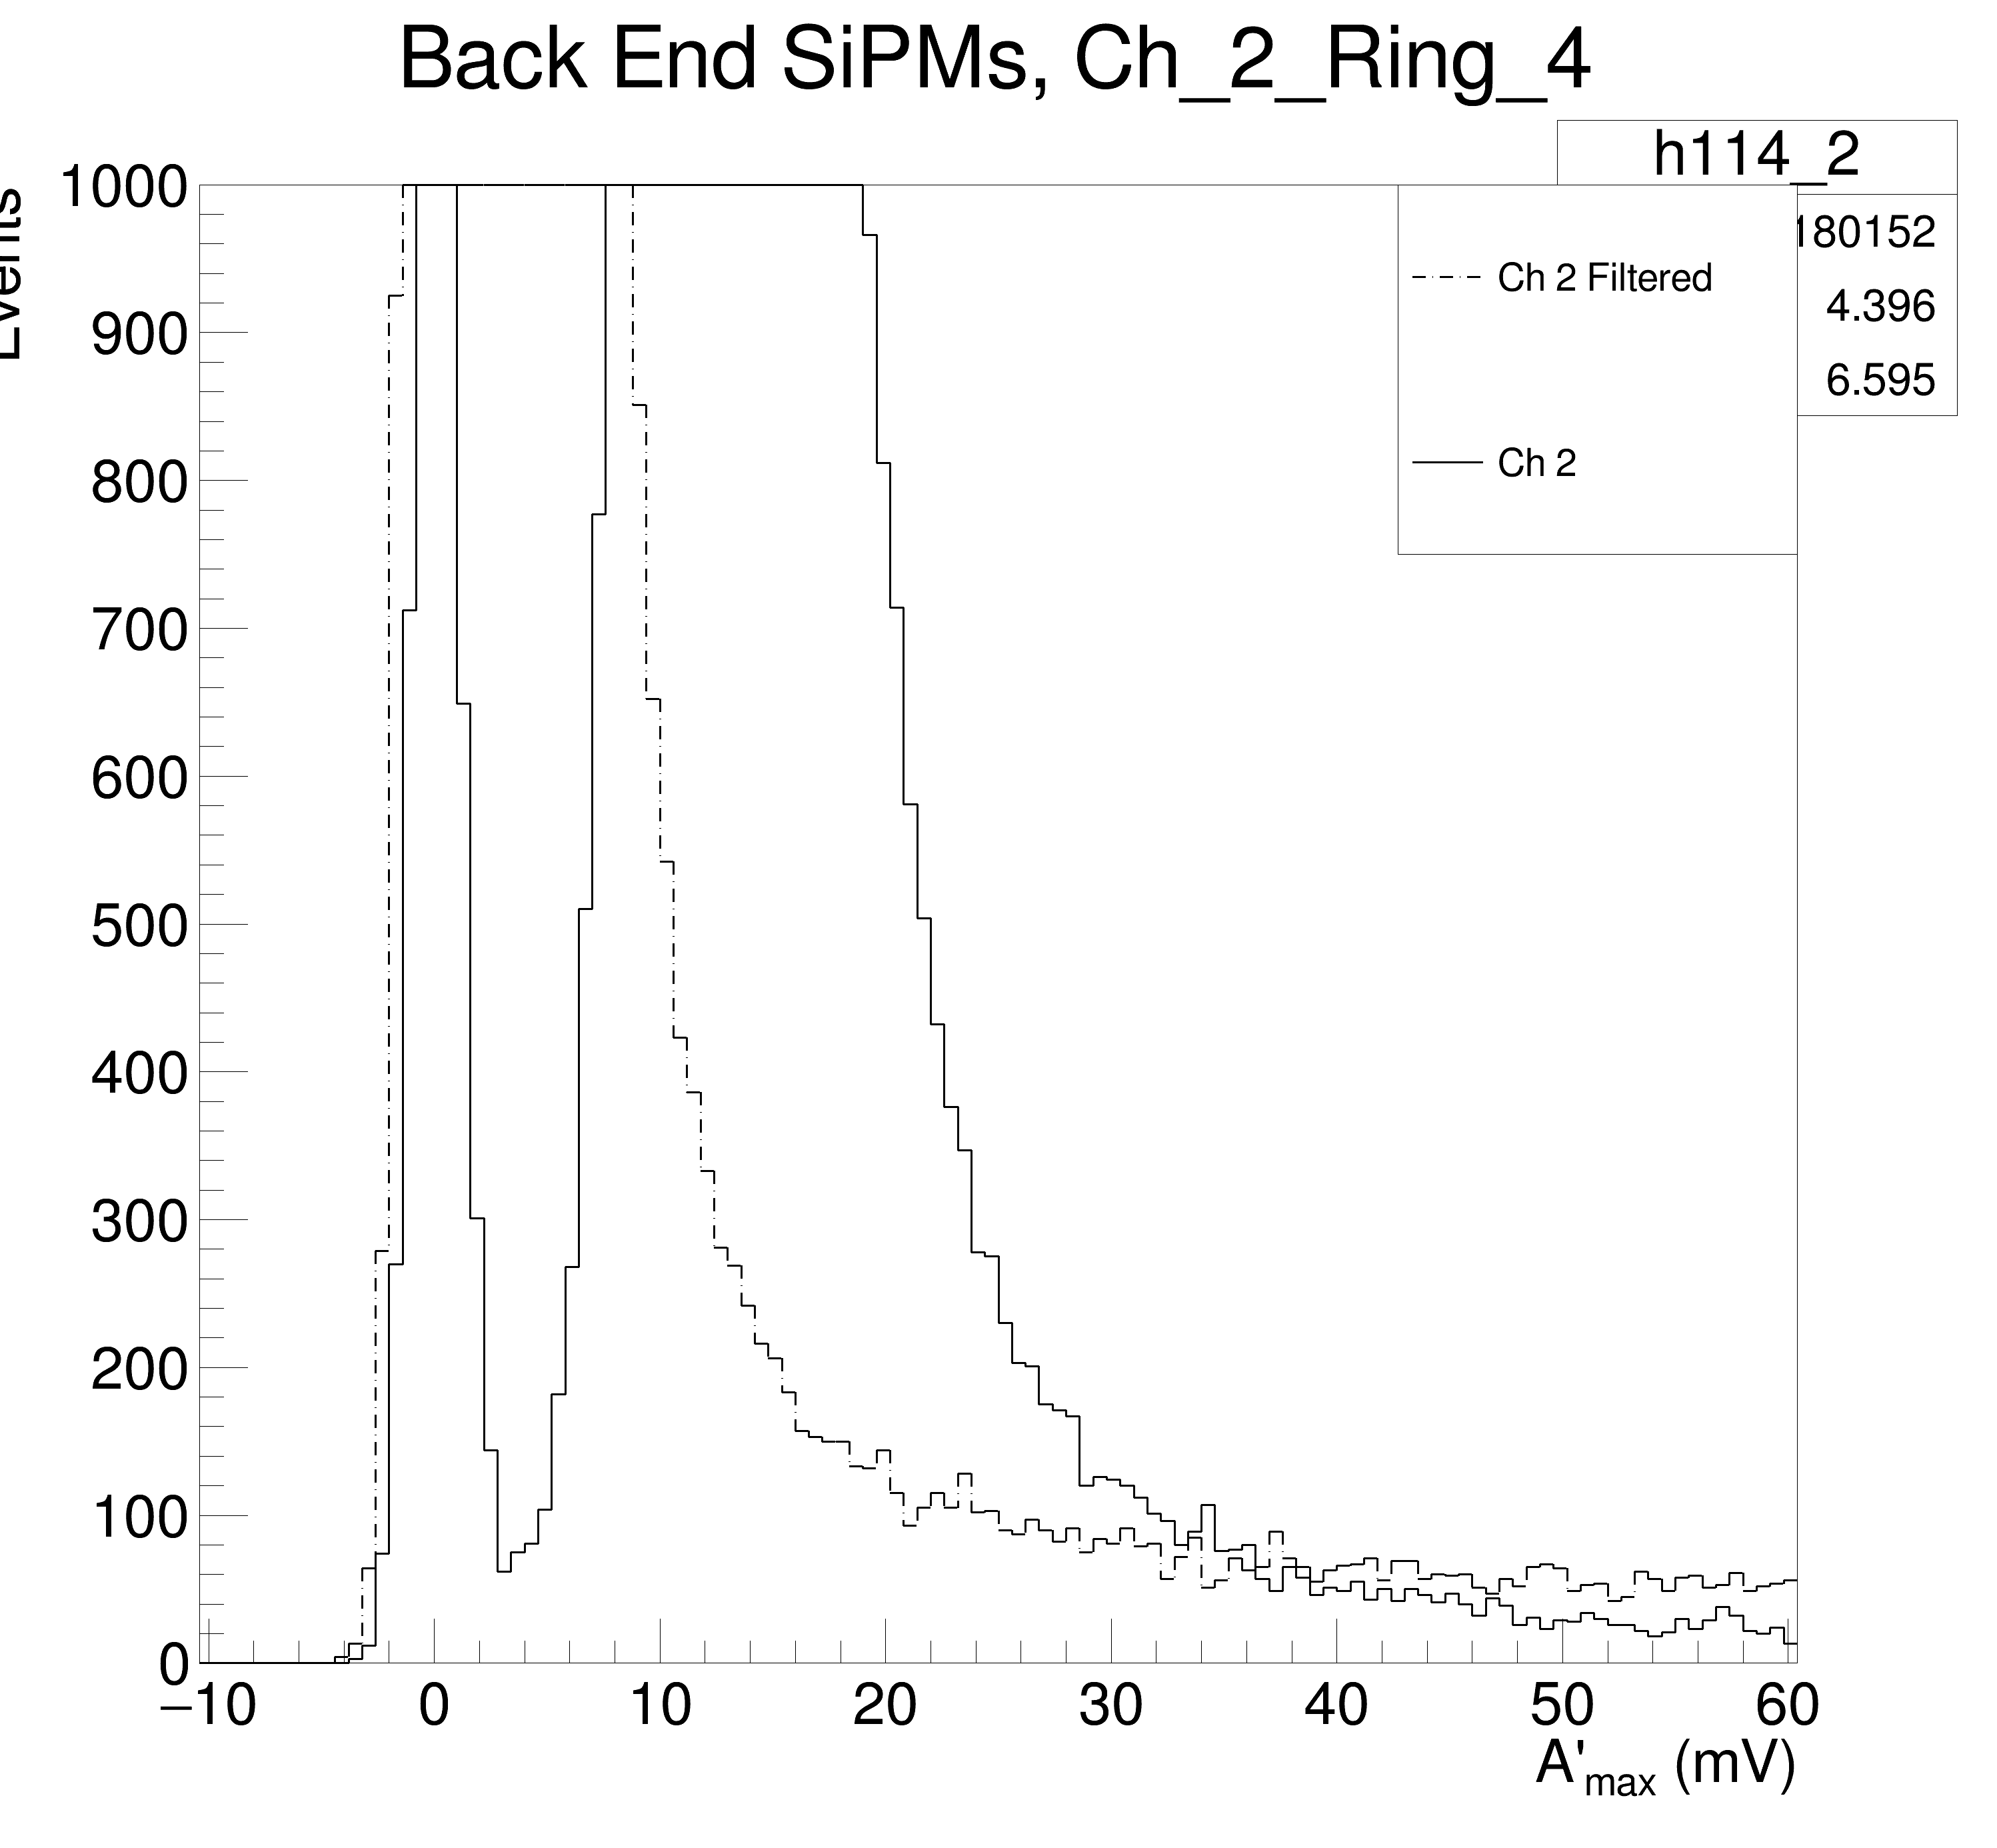 Back End SiPMs, Ch_2_Ring_4
h114_2
180152
4.396
6.595
Ch 2 Filtered
Ch 2
Events
1000
900
800
700
600
500
400
300
200
100
0
−10 0 10 20 30 40 50 60
A'max (mV)